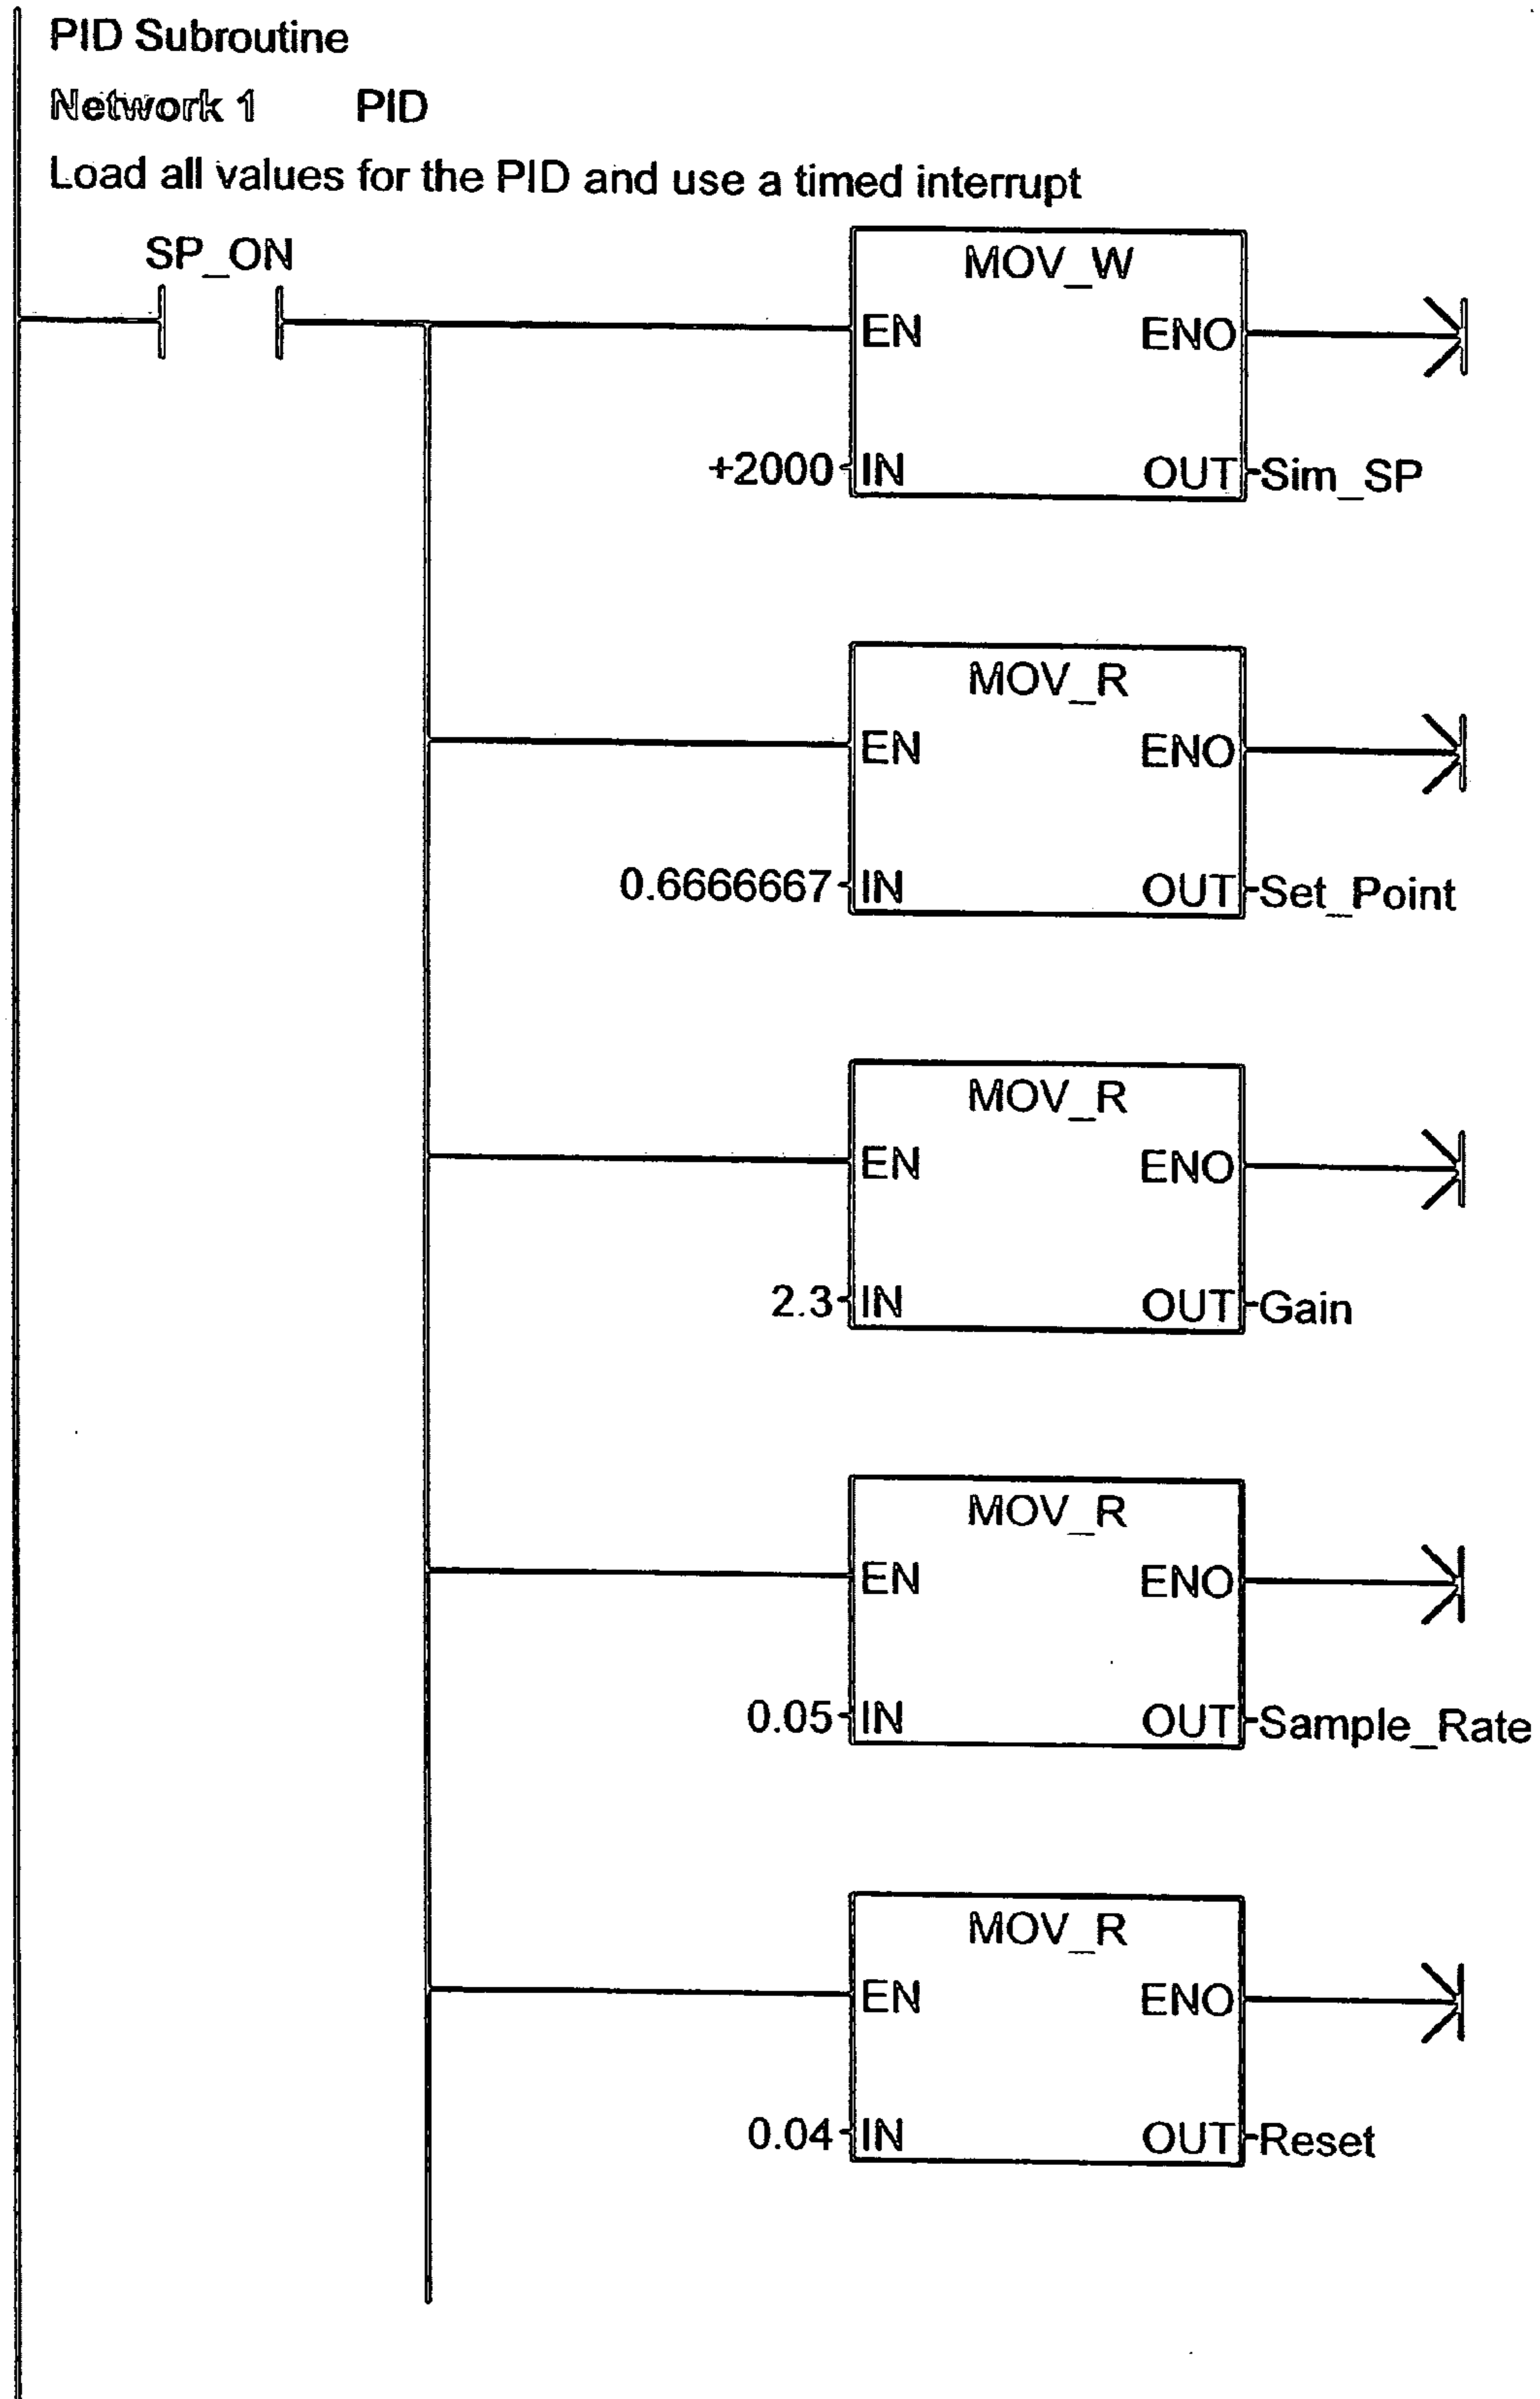 PID Subroutine
Network 1 PID
Load all values for the PID and use a timed interrupt
SP_ON
MOV_W
EN ENO
+2000 IN OUT Sim_SP
MOV_R
EN ENO
0.6666667 IN OUT Set_Point
MOV_R
EN ENO
2.3 IN OUT Gain
MOV_R
EN ENO
0.05 IN OUT Sample_Rate
MOV_R
EN ENO
0.04 IN OUT Reset